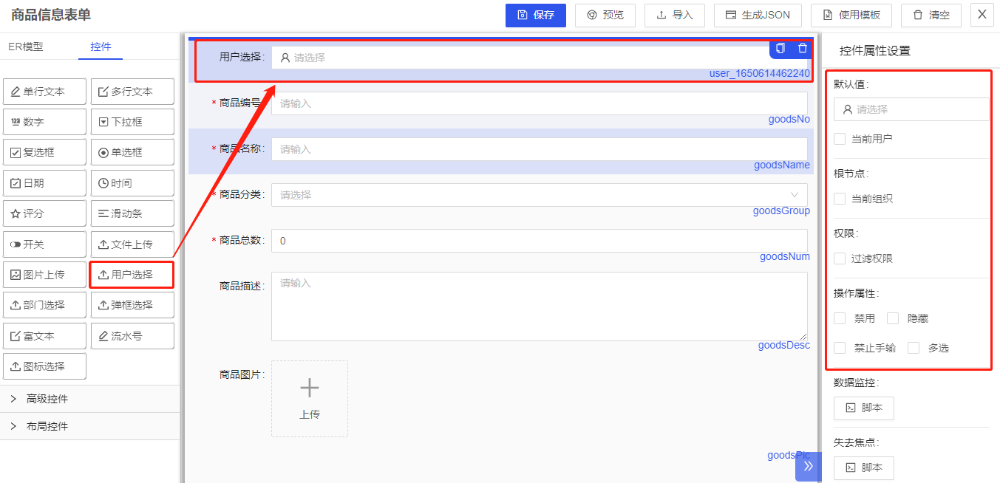 商品信息表单
保存
预览
导入
生成JSON
使用模板
清空
X
ER模型
控件
单行文本
多行文本
123 数字
下拉框
复选框
单选框
日期
时间
评分
滑动条
开关
文件上传
图片上传
用户选择
部门选择
弹框选择
富文本
流水号
图标选择
高级控件
布局控件
用户选择:
请选择
user_1650614462240
* 商品编号
请输入
goodsNo
* 商品名称:
请输入
goodsName
* 商品分类:
请选择
goodsGroup
* 商品总数:
0
goodsNum
商品描述:
请输入
goodsDesc
商品图片:
上传
goodsPic
控件属性设置
默认值:
请选择
当前用户
根节点:
当前组织
权限:
过滤权限
操作属性:
禁用
隐藏
禁止手输
多选
数据监控:
脚本
失去焦点:
脚本